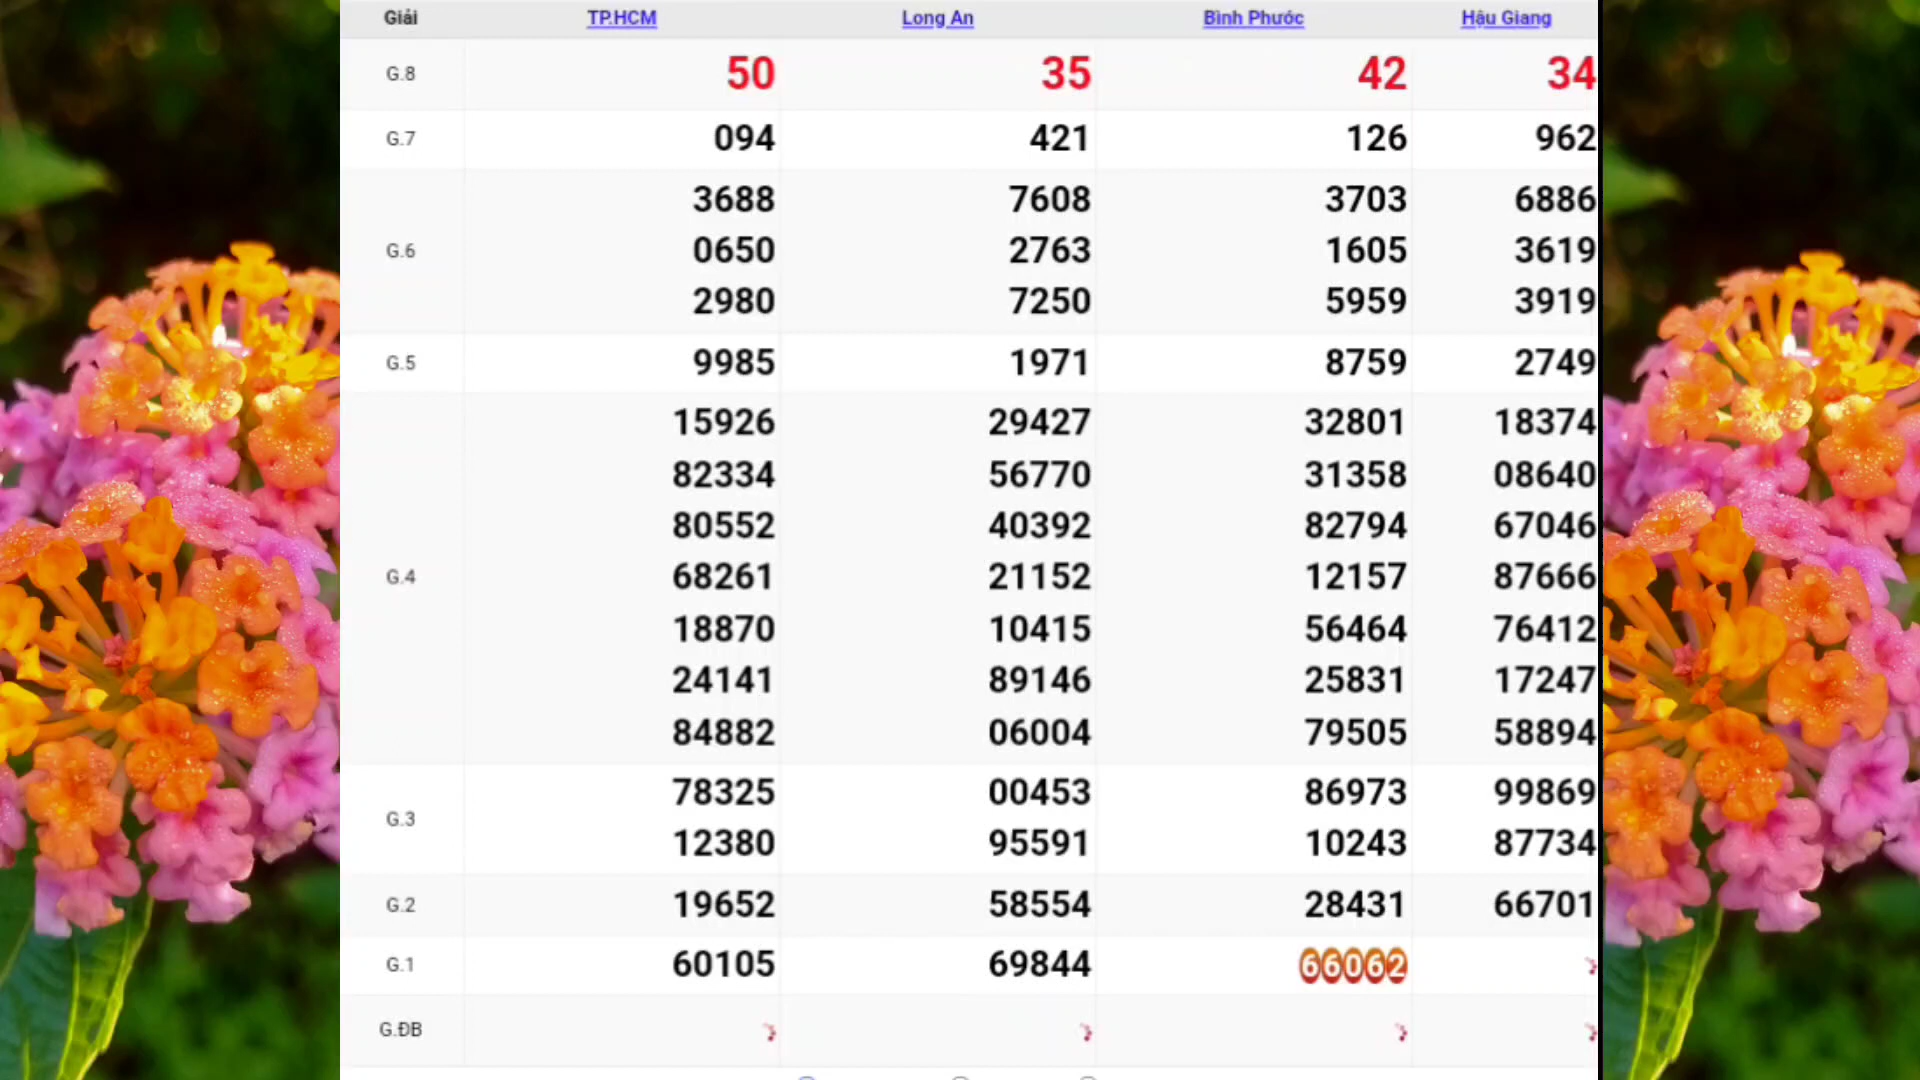 Giải TP.HCM Long An Bình Phước Hậu Giang
G.8 50 35 42 34
G.7 094 421 126 962
3688 7608 3703 6886
G.6 0650 2763 1605 3619
2980 7250 5959 3919
G.5 9985 1971 8759 2749
15926 29427 32801 18374
82334 56770 31358 08640
80552 40392 82794 67046
G.4 68261 21152 12157 87666
18870 10415 56464 76412
24141 89146 25831 17247
84882 06004 79505 58894
78325 00453 86973 99869
G.3
12380 95591 10243 87734
G.2 19652 58554 28431 66701
G.1 60105 69844 66062
G.ĐB